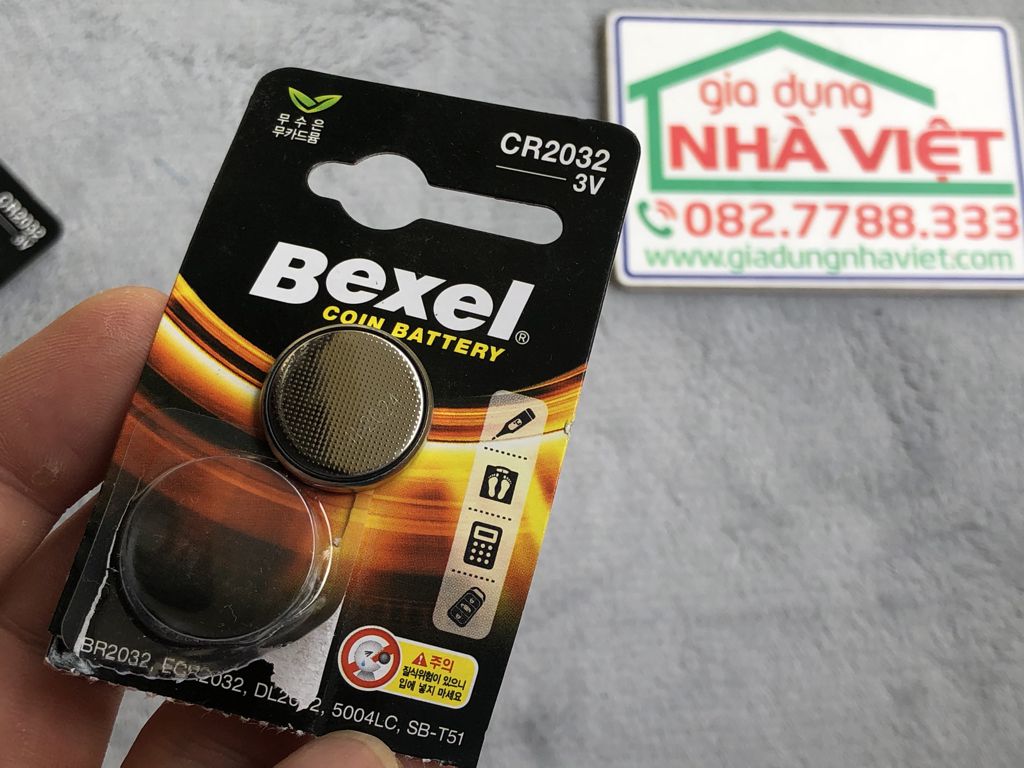 무수은
무카드뮴
CR2032
3V
Bexel®
COIN BATTERY
BR2032, ECR2032, DL2032, 5004LC, SB-T51
주의
질식위험이 있으니
입에 넣지 마세요
gia dụng
NHÀ VIỆT
082.7788.333
www.giadungnhaviet.com